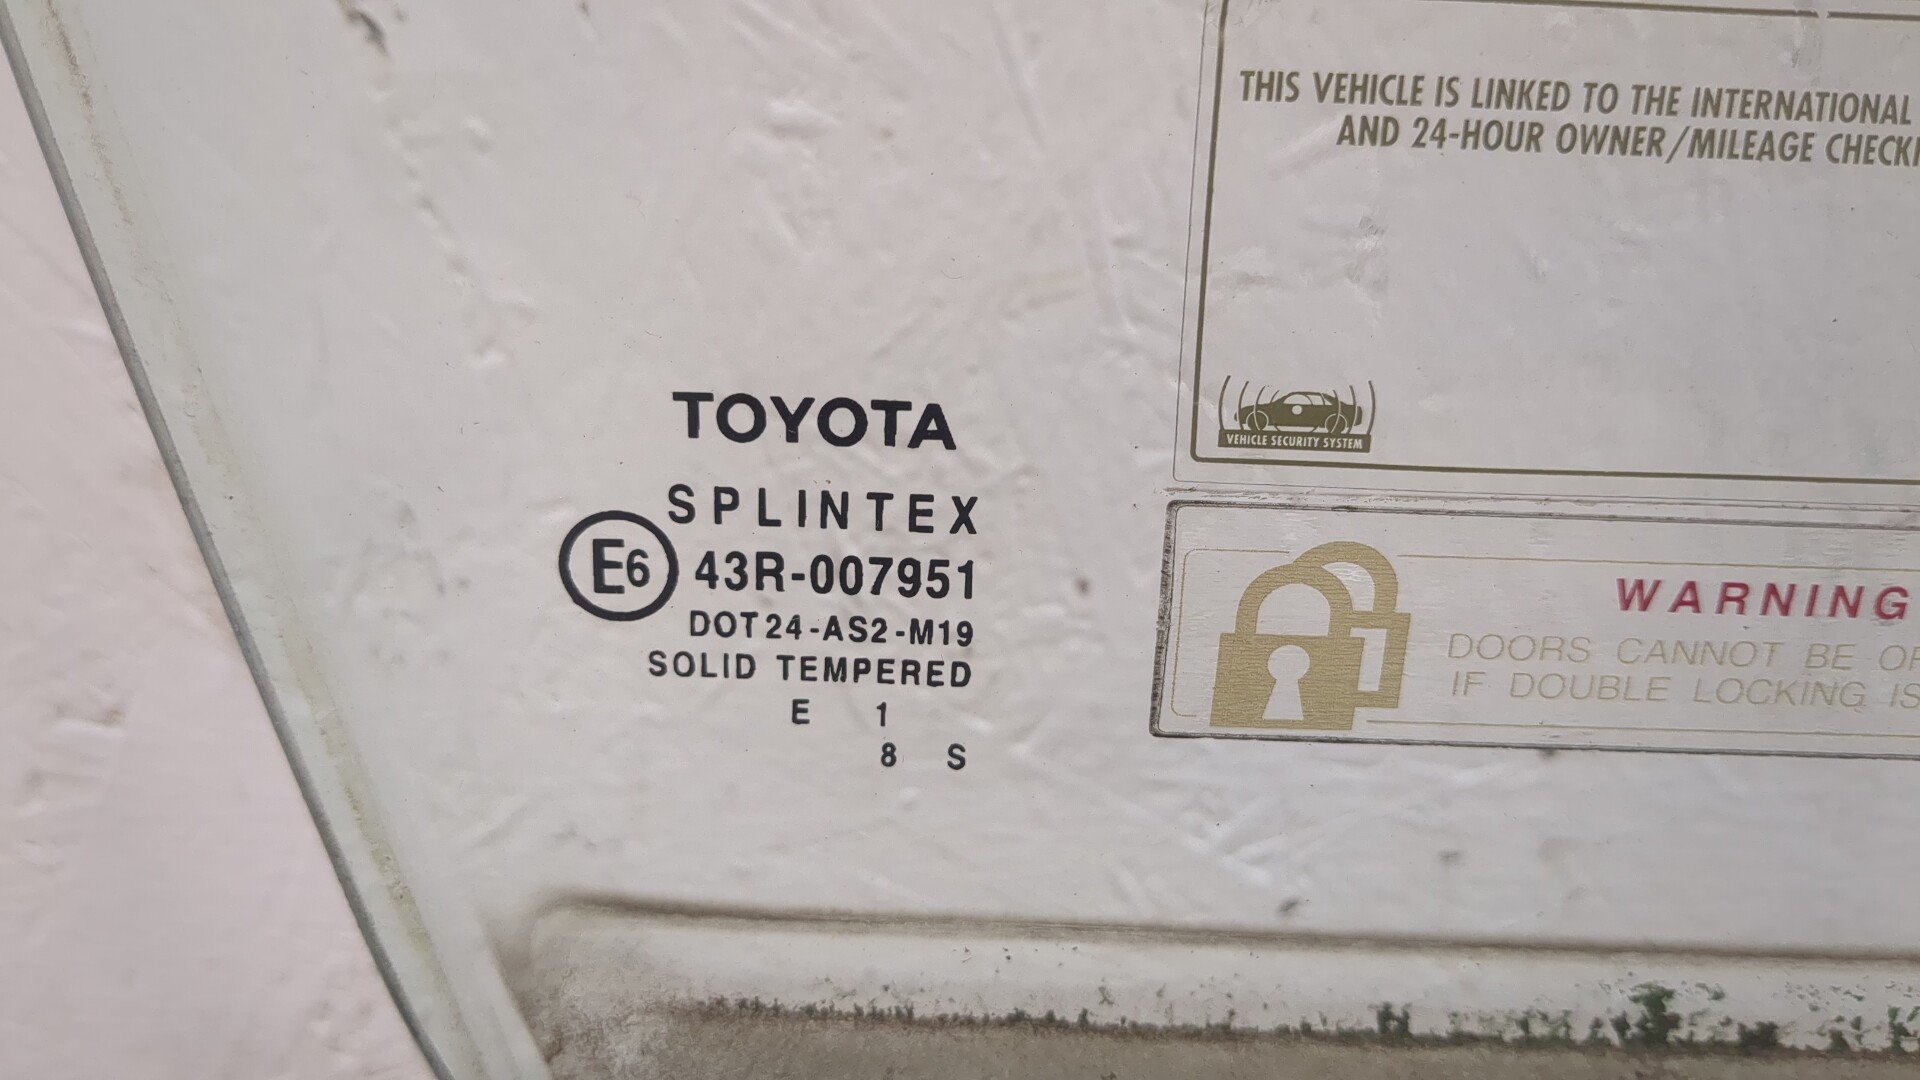 THIS VEHICLE IS LINKED TO THE INTERNATIONAL
AND 24-HOUR OWNER/MILEAGE
VEHICLE SECURITY SYSTEM
TOYOTA
SPLINTEX
E6 43R-007951
DOT24-AS2-M19
SOLID TEMPERED
E 1
8 S
WARNING
DOORS CANNOT BE
IF DOUBLE LOCKING IS